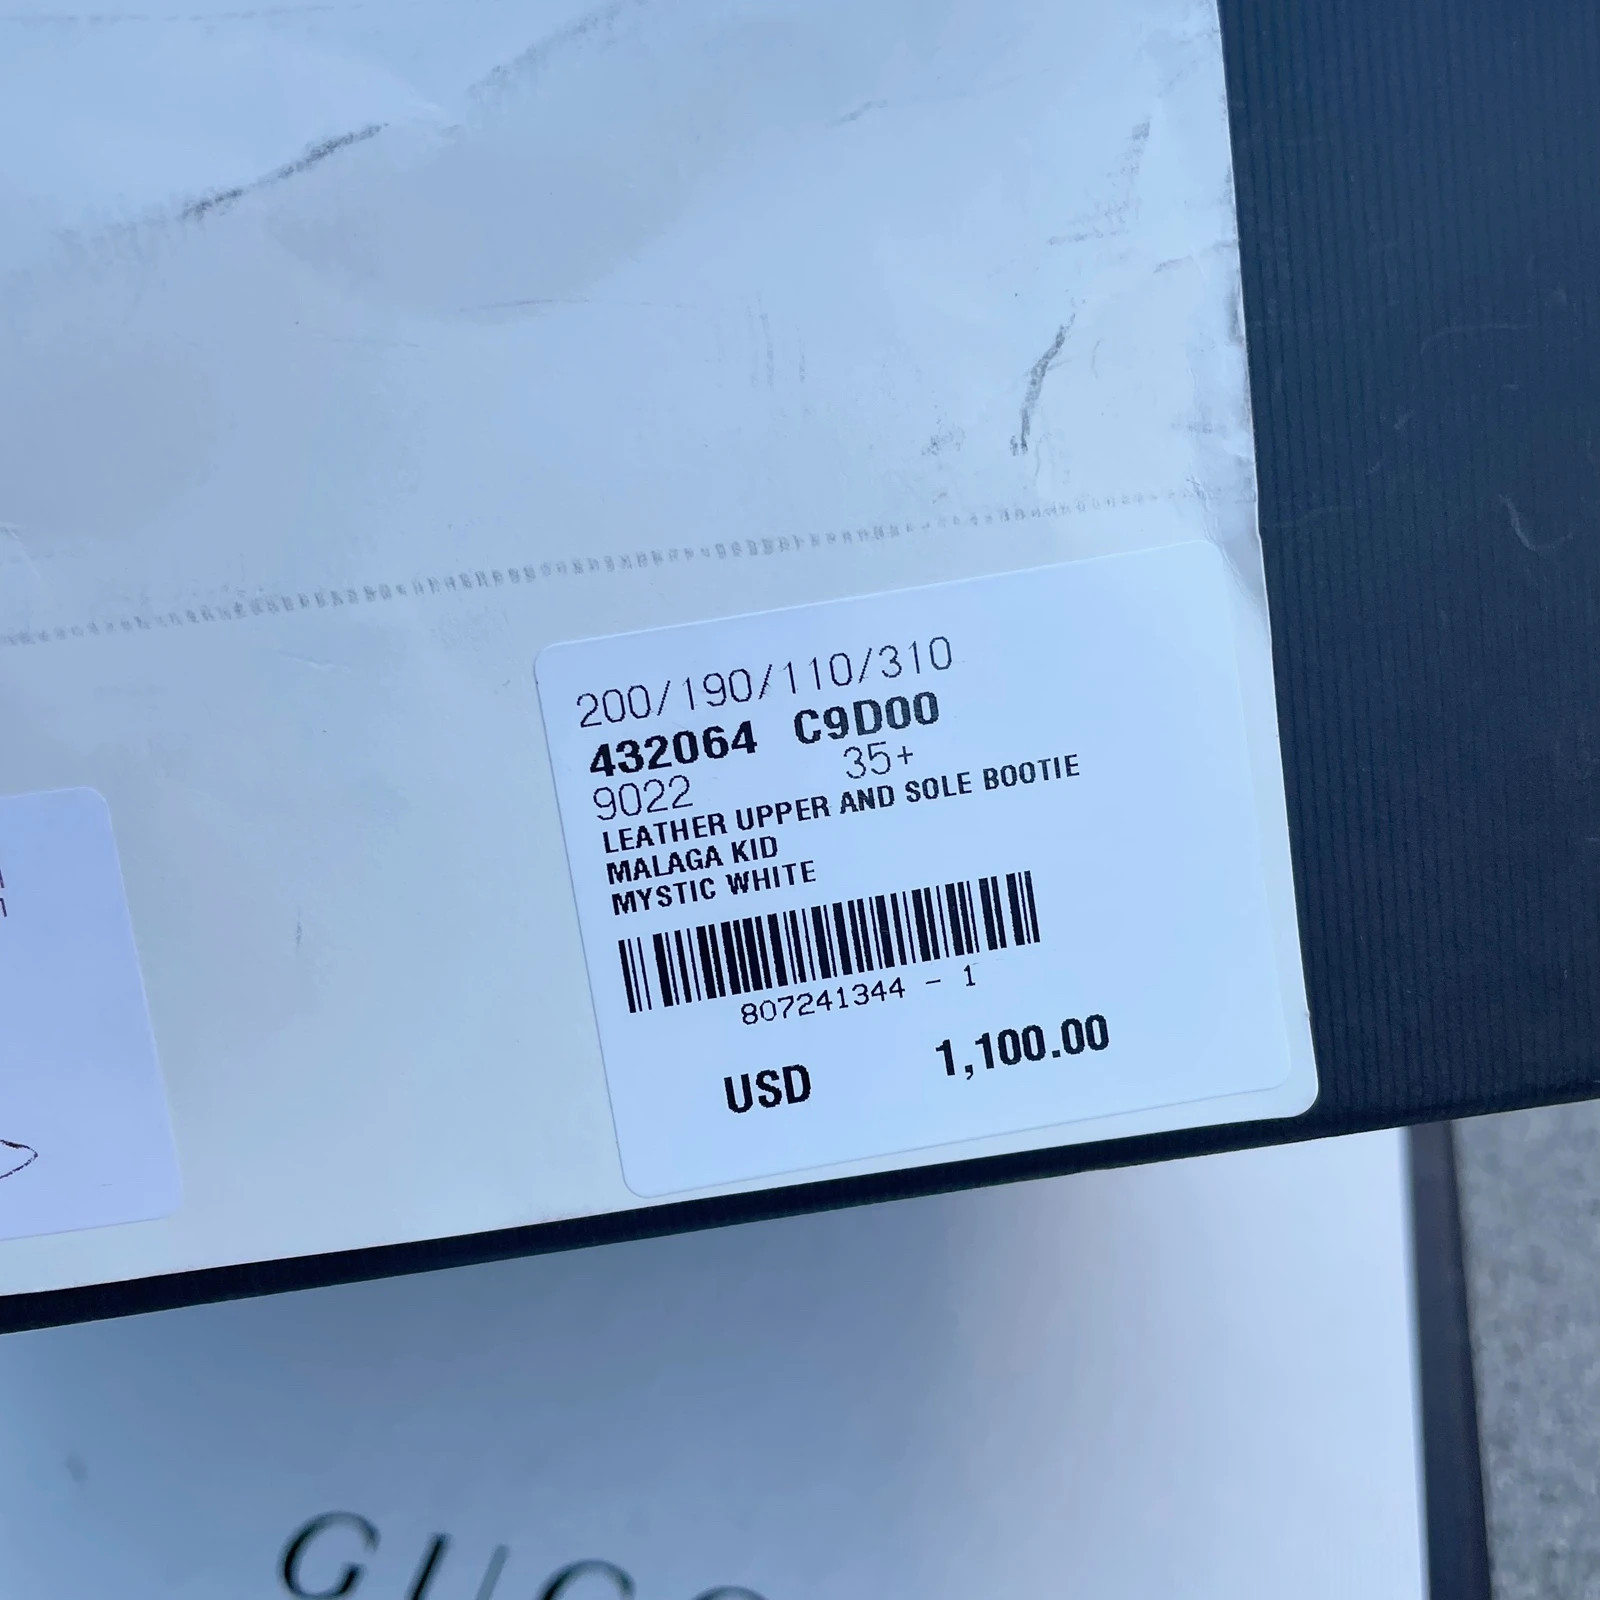 200/190/110/310
432064 C9D00
9022 35+
LEATHER UPPER AND SOLE BOOTIE
MALAGA KID
MYSTIC WHITE
807241344 - 1
USD 1,100.00